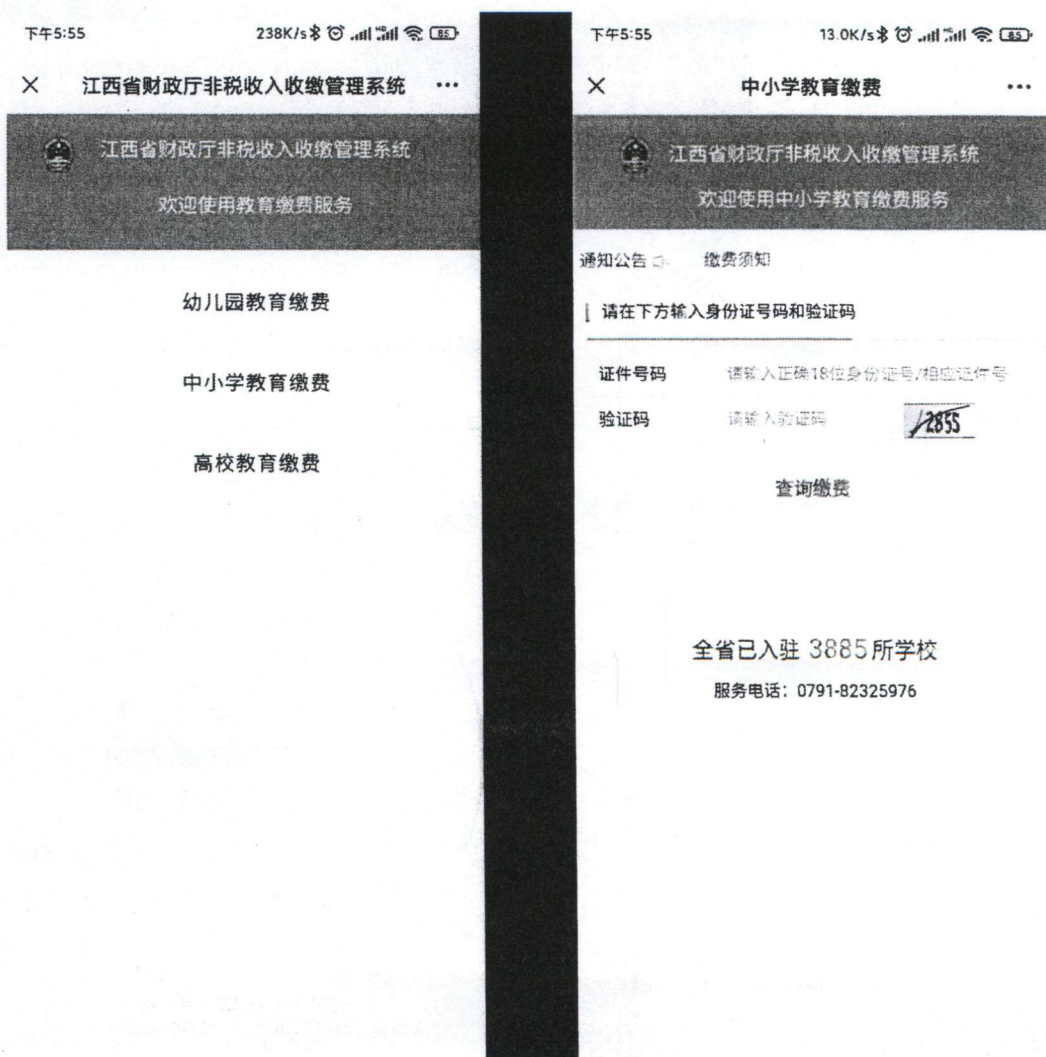 下午5:55 238K/s 85
江西省财政厅非税收入收缴管理系统 ...
江西省财政厅非税收入收缴管理系统
欢迎使用教育缴费服务
幼儿园教育缴费
中小学教育缴费
高校教育缴费
下午5:55 13.0K/s 85
中小学教育缴费 ...
江西省财政厅非税收入收缴管理系统
欢迎使用中小学教育缴费服务
通知公告 缴费须知
请在下方输入身份证号码和验证码
证件号码 请输入正确18位身份证号/相应证件号
验证码 请输入验证码 2855
查询缴费
全省已入驻 3885所学校
服务电话：0791-82325976